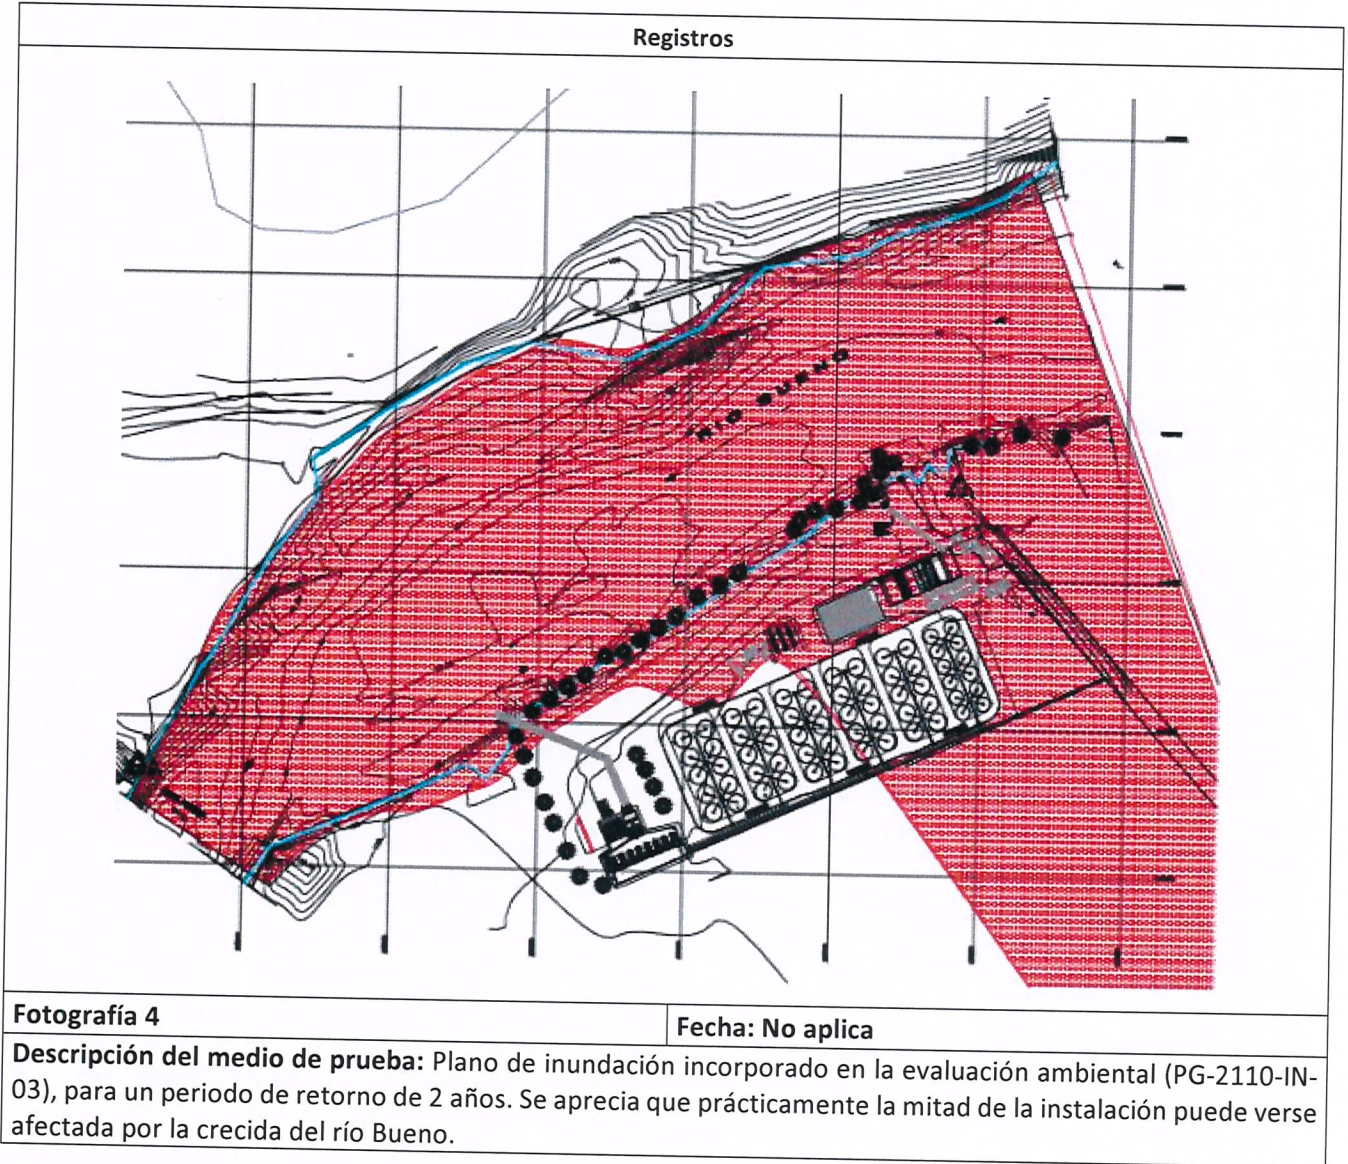 Registros
RIO BUENO
Fotografía 4
Fecha: No aplica
Descripción del medio de prueba: Plano de inundación incorporado en la evaluación ambiental (PG-2110-IN-
03), para un periodo de retorno de 2 años. Se aprecia que prácticamente la mitad de la instalación puede verse
afectada por la crecida del río Bueno.